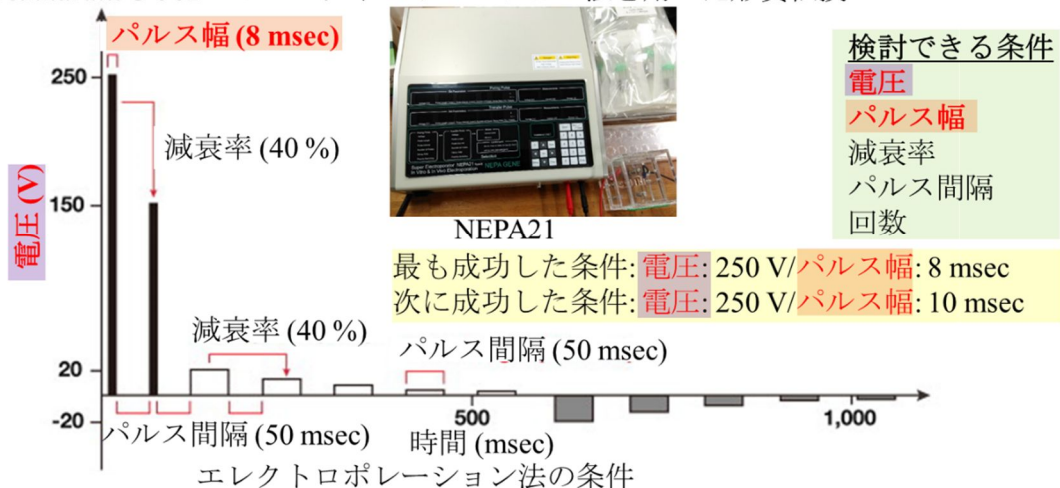 パルス幅 (8 msec)
250
減衰率 (40 %)
150
電圧 (V)
NEPA21
検討できる条件
電圧
パルス幅
減衰率
パルス間隔
回数
最も成功した条件: 電圧: 250 V/パルス幅: 8 msec
次に成功した条件: 電圧: 250 V/パルス幅: 10 msec
減衰率 (40 %)
パルス間隔 (50 msec)
20
-20
500
1,000
パルス間隔 (50 msec)
時間 (msec)
エレクトロポレーション法の条件